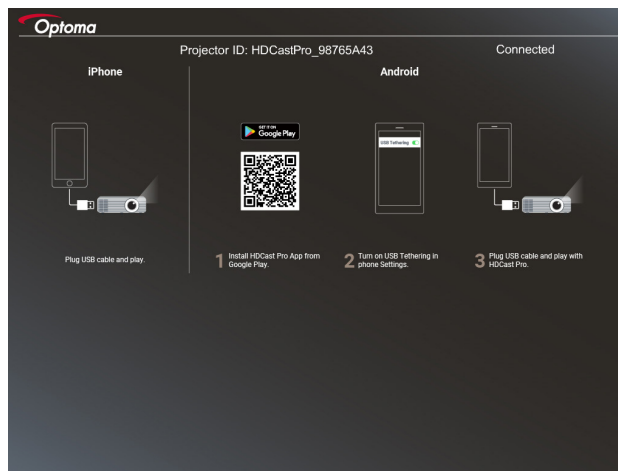 Optoma
Projector ID: HDCastPro_98765A43
Connected
iPhone
Android
GET IT ON
Google Play
USB Tethering
Plug USB cable and play.
1 Install HDCast Pro App from
Google Play.
2 Turn on USB Tethering in
phone Settings.
3 Plug USB cable and play with
HDCast Pro.